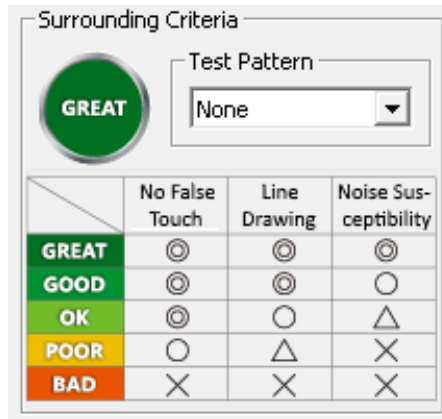 Surrounding Criteria
Test Pattern
GREAT
None
No False Touch
Line Drawing
Noise Sus-ceptibility
GREAT ◎ ◎ ◎
GOOD ◎ ◎ ○
OK ◎ ○ △
POOR ○ △ ×
BAD × × ×